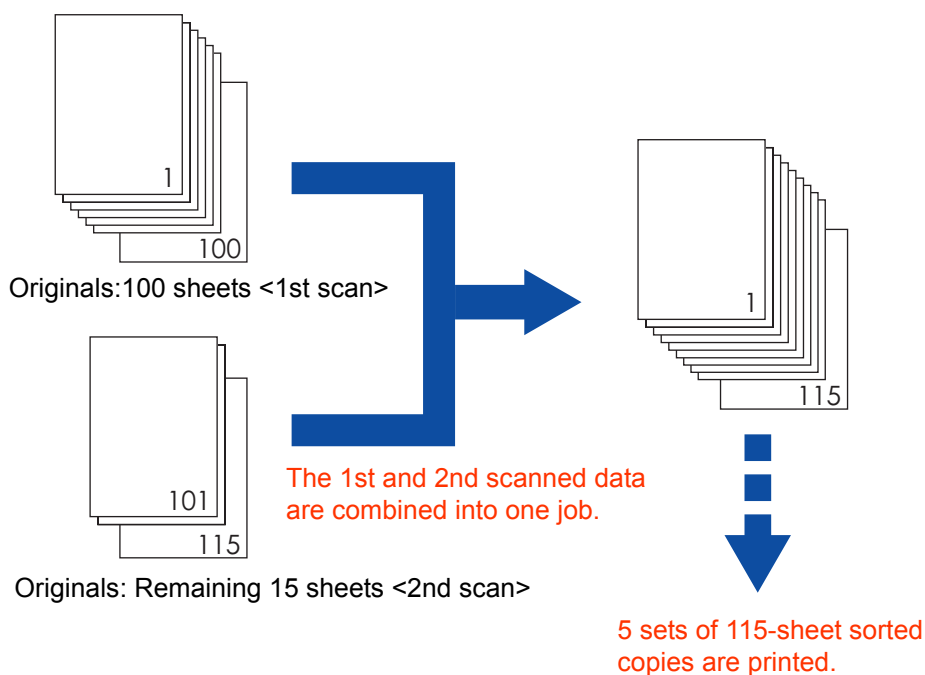 1
100
Originals:100 sheets <1st scan>
101
115
Originals: Remaining 15 sheets <2nd scan>
The 1st and 2nd scanned data
are combined into one job.
1
115
5 sets of 115-sheet sorted
copies are printed.